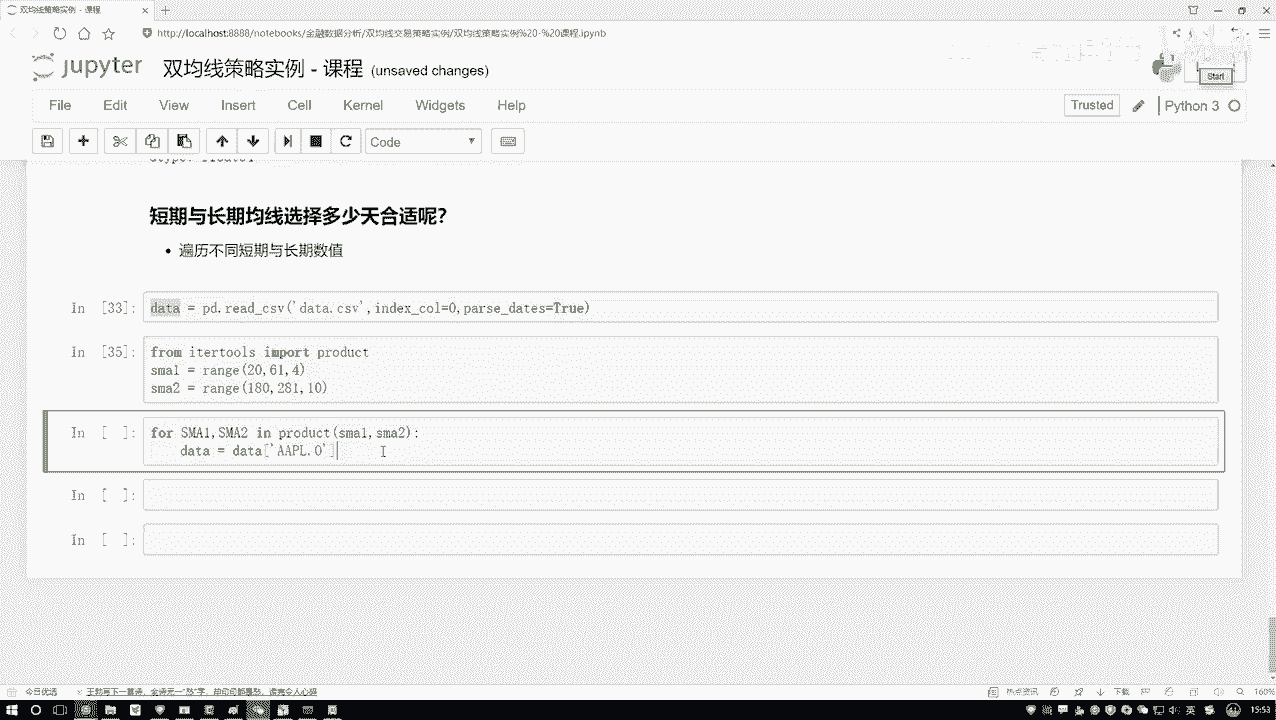 双均线策略实例 - 课程
http://localhost:8888/notebooks/金融数据分析/双均线交易策略实例/双均线策略实例%20-%20课程.ipynb
jupyter 双均线策略实例 - 课程 (unsaved changes)
Start
File Edit View Insert Cell Kernel Widgets Help
Trusted Python 3
Code
短期与长期均线选择多少天合适呢?
• 遍历不同短期与长期数值
In [33]: data = pd.read_csv('data.csv',index_col=0,parse_dates=True)
In [35]: from itertools import product
sma1 = range(20,61,4)
sma2 = range(180,281,10)
In [ ]: for SMA1,SMA2 in product(sma1,sma2):
data = data['AAPL.O']
In [ ]:
In [ ]:
今日优选
热点资讯 下载 160%
英 15:53